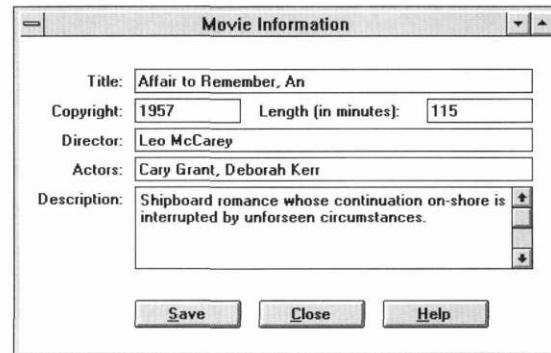 Movie Information
Title: Affair to Remember, An
Copyright: 1957 Length (in minutes): 115
Director: Leo McCarey
Actors: Cary Grant, Deborah Kerr
Description: Shipboard romance whose continuation on-shore is
interrupted by unforseen circumstances.
Save Close Help